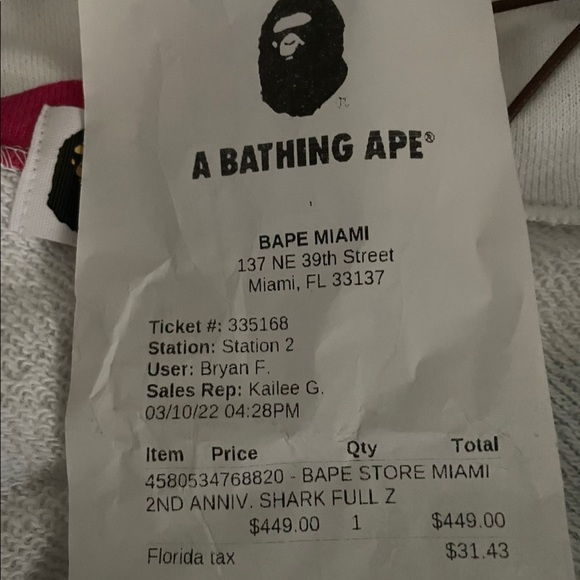 A BATHING APE®
BAPE MIAMI
137 NE 39th Street
Miami, FL 33137
Ticket #: 335168
Station: Station 2
User: Bryan F.
Sales Rep: Kailee G.
03/10/22 04:28PM
Item Price Qty Total
4580534768820 - BAPE STORE MIAMI
2ND ANNIV. SHARK FULL Z
$449.00 1 $449.00
Florida tax $31.43